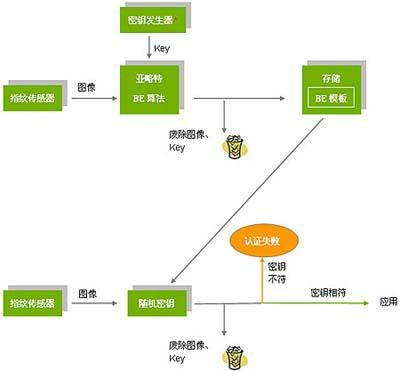 密钥发生器
Key
指纹传感器
图像
亚略特
BE 算法
存储
BE 模板
废除图像、
Key
认证失败
密钥
不符
指纹传感器
图像
随机密钥
密钥相符
应用
废除图像、
Key